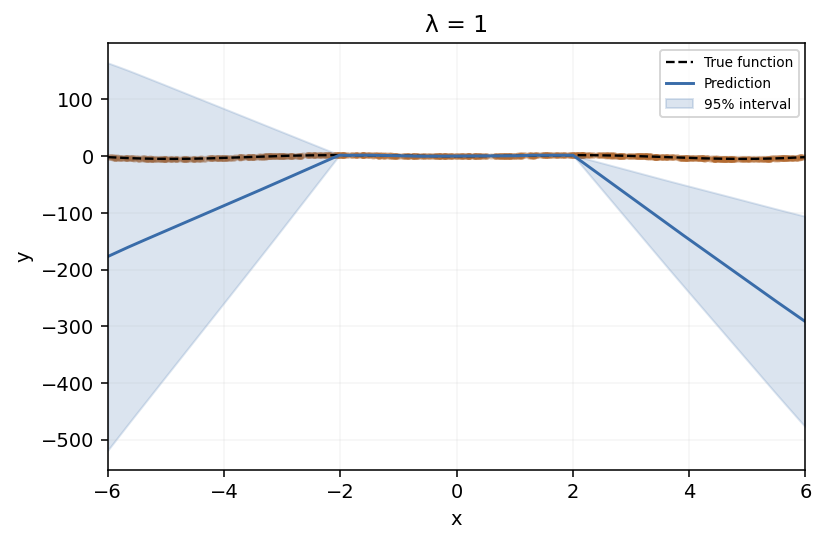 λ = 1
True function
Prediction
95% interval
y
100
0
−100
−200
−300
−400
−500
−6
−4
−2
0
2
4
6
x